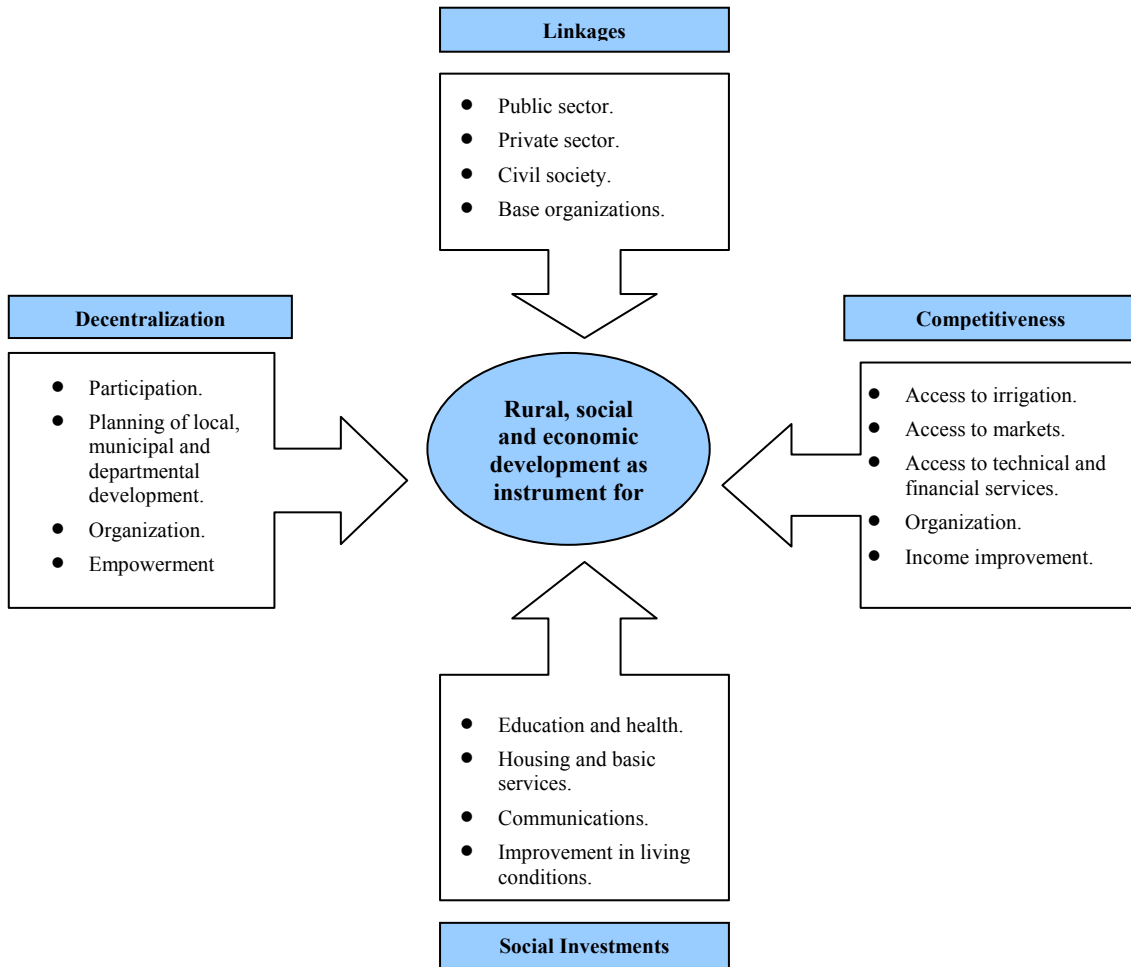 Linkages
● Public sector.
● Private sector.
● Civil society.
● Base organizations.
Decentralization
● Participation.
● Planning of local,
municipal and
departmental
development.
● Organization.
● Empowerment
Rural, social
and economic
development as
instrument for
Competitiveness
● Access to irrigation.
● Access to markets.
● Access to technical and
financial services.
● Organization.
● Income improvement.
● Education and health.
● Housing and basic
services.
● Communications.
● Improvement in living
conditions.
Social Investments